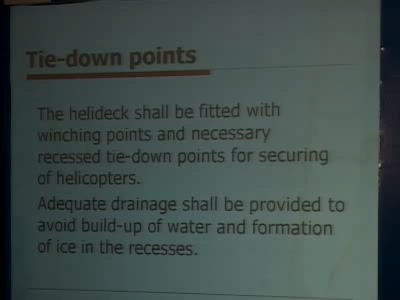 Tie-down points
The helideck shall be fitted with
winching points and necessary
recessed tie-down points for securing
of helicopters.
Adequate drainage shall be provided to
avoid build-up of water and formation
of ice in the recesses.